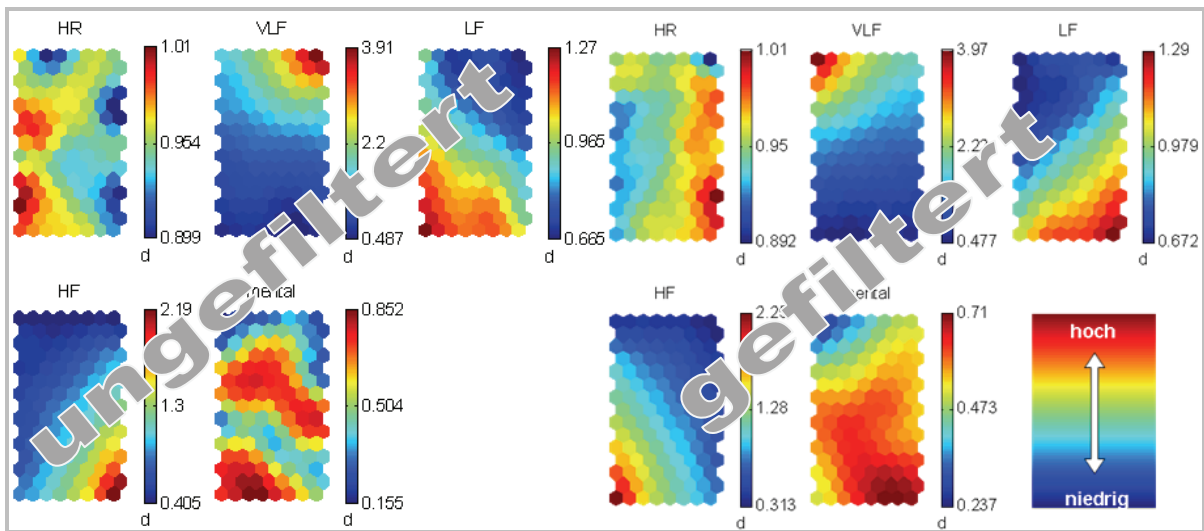 HR VLF LF
1.01 3.91 1.27
0.954 2.2 0.965
0.899 0.487 0.665
d d d
HF mental
2.19 0.852
1.3 0.504
0.405 0.155
d d
ungefiltert
HR VLF LF
1.01 3.97 1.29
0.95 0.979
0.892 0.477 0.672
d d d
HF
0.71
1.28 0.473
0.313 0.237
d d
gefiltert
hoch
niedrig